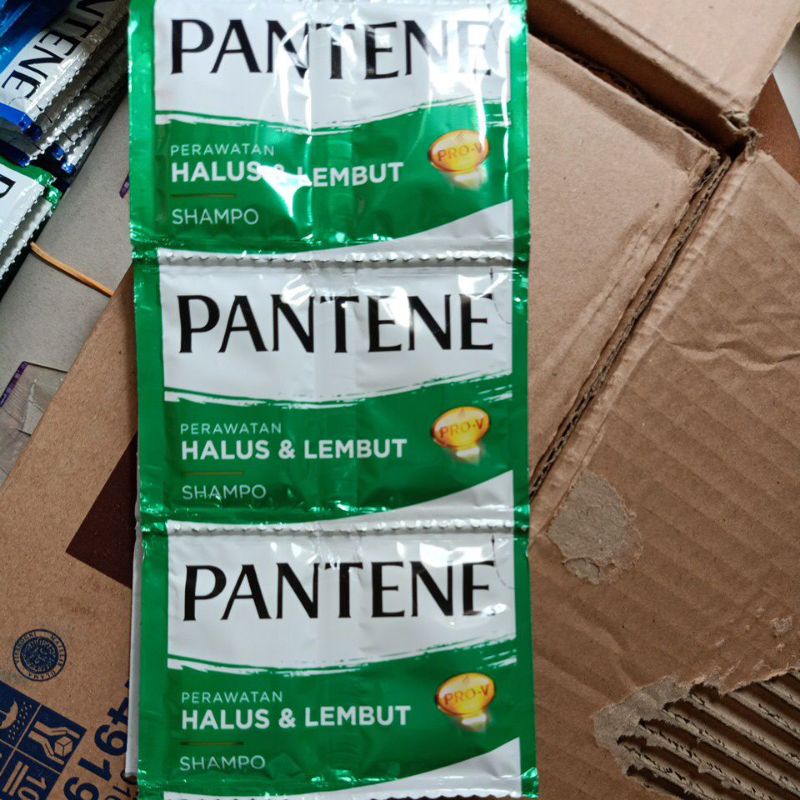 PANTENE
PERAWATAN
HALUS & LEMBUT
PRO-V
SHAMPO
PANTENE
PERAWATAN
HALUS & LEMBUT
PRO-V
SHAMPO
PANTENE
PERAWATAN
HALUS & LEMBUT
PRO-V
SHAMPO